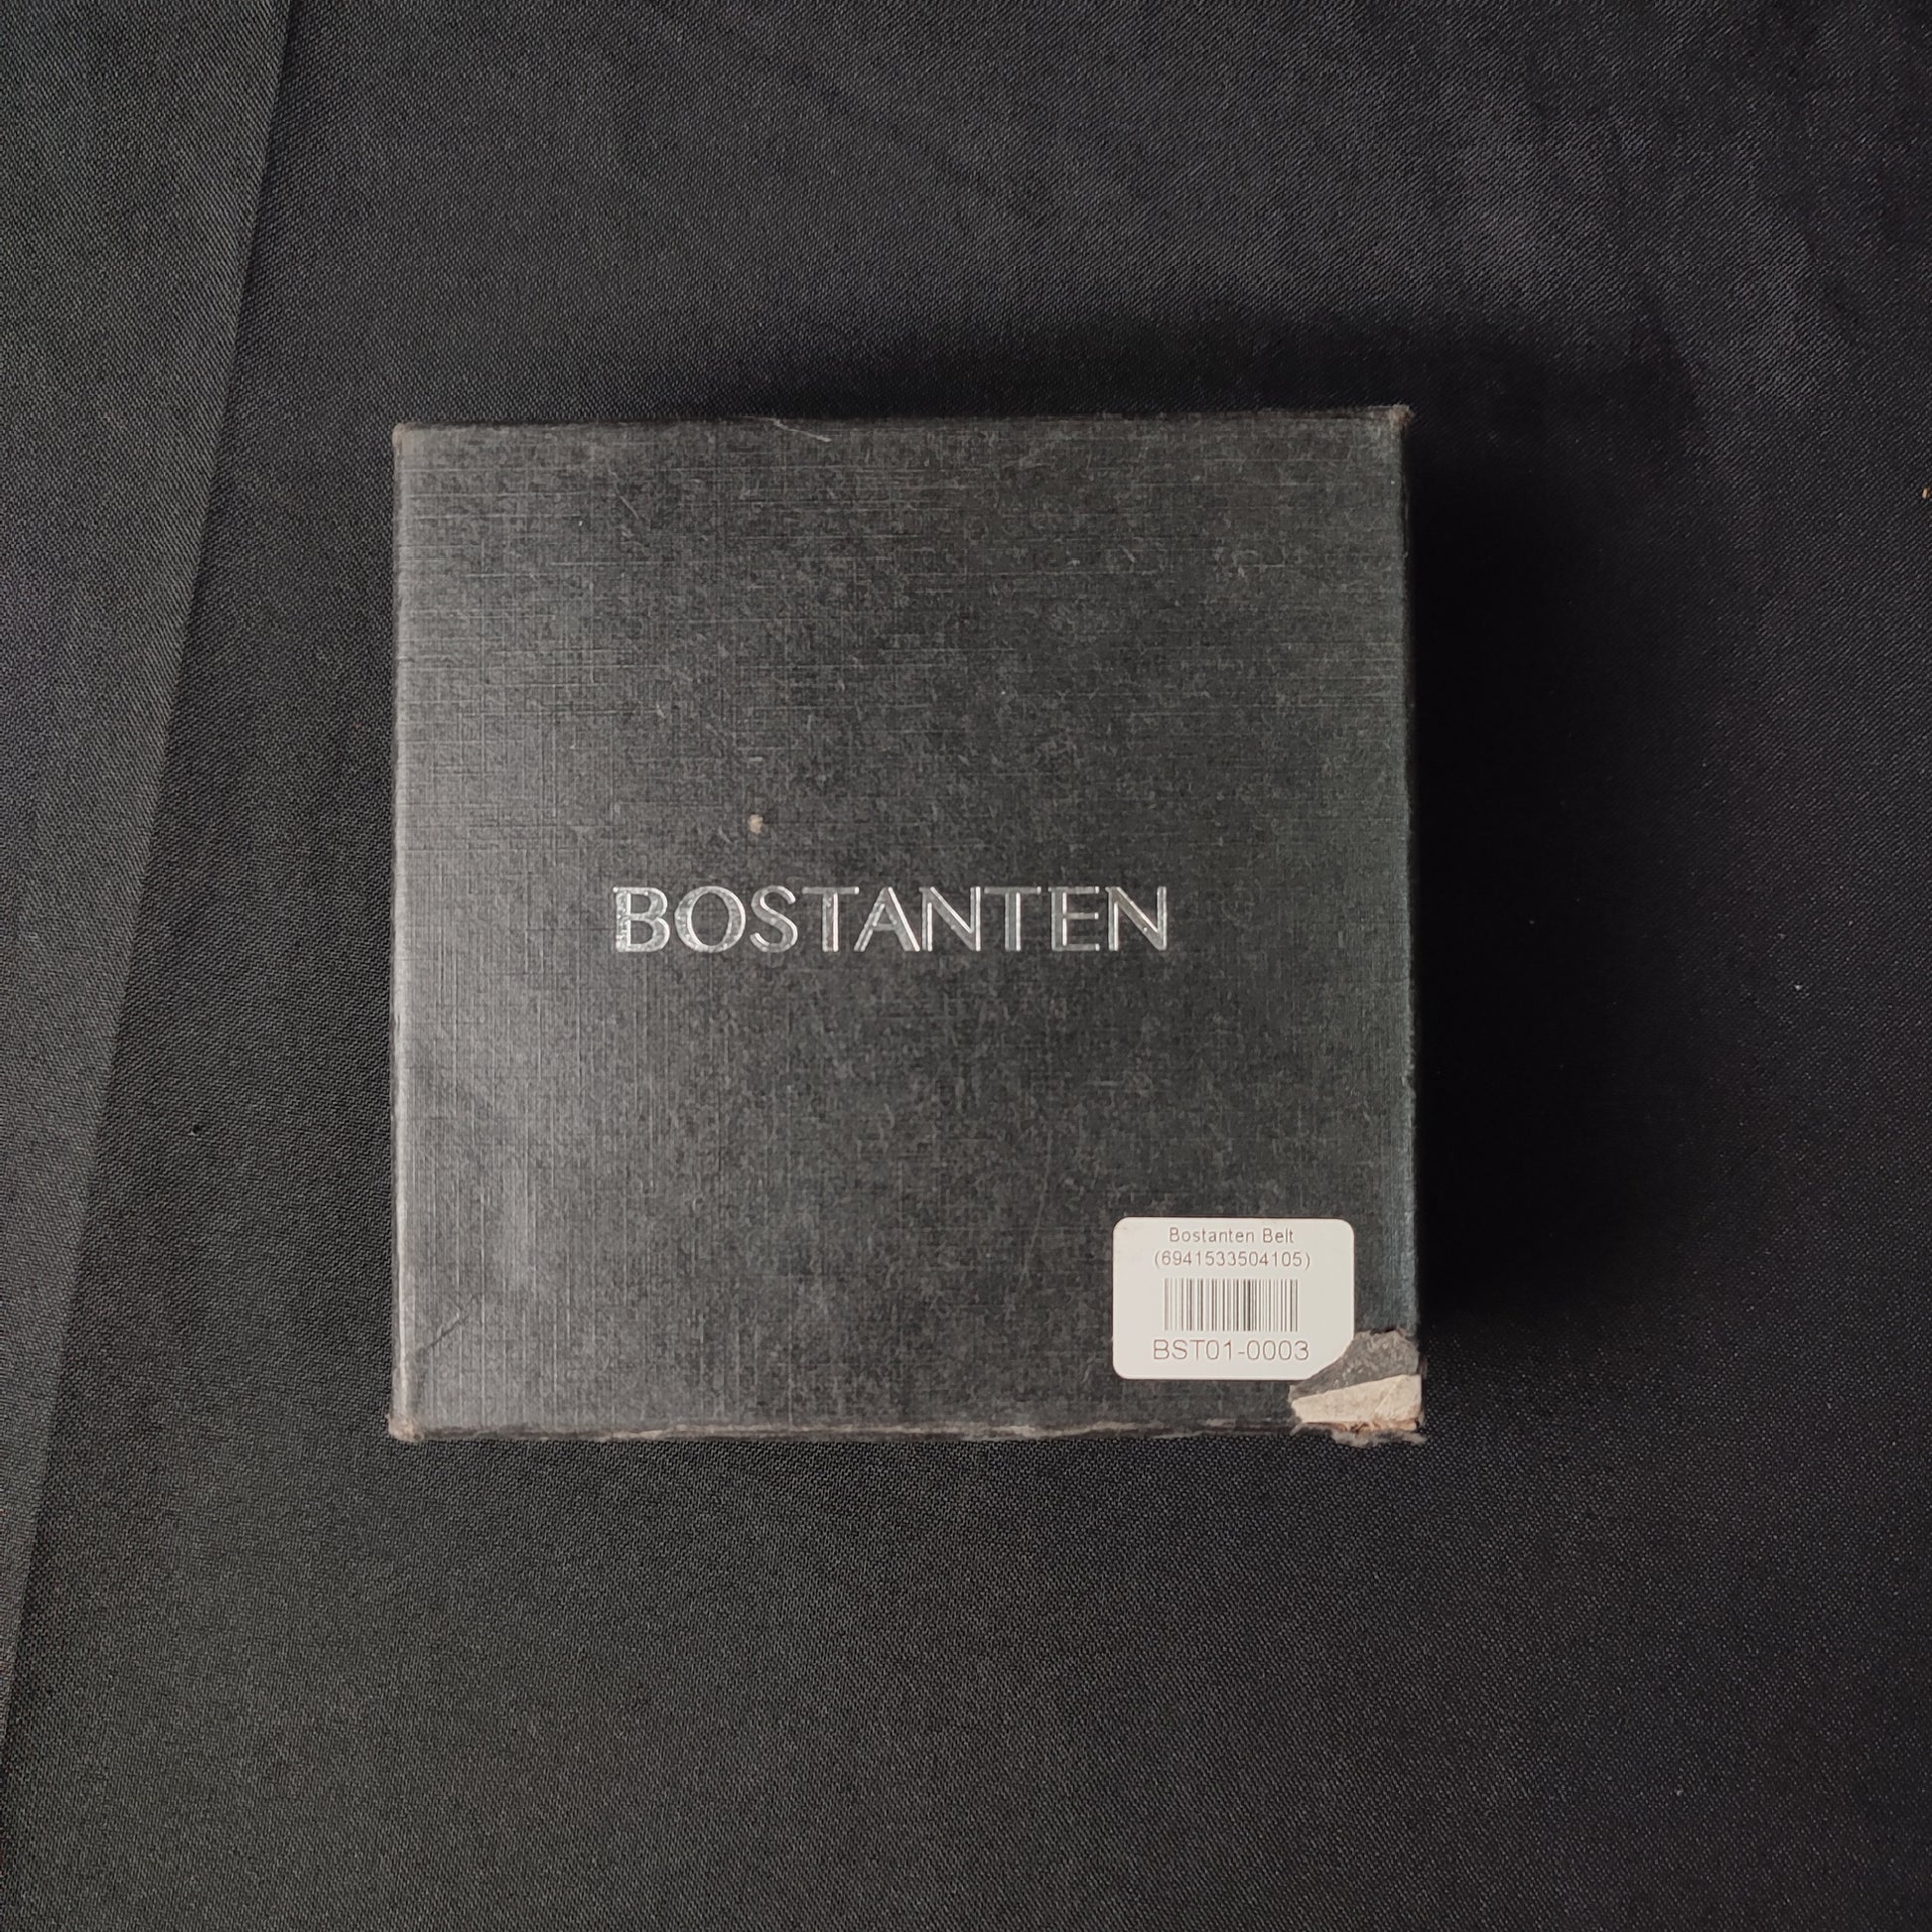 BOSTANTEN
Bostanten Belt
(6941533504105)
BST01-0003